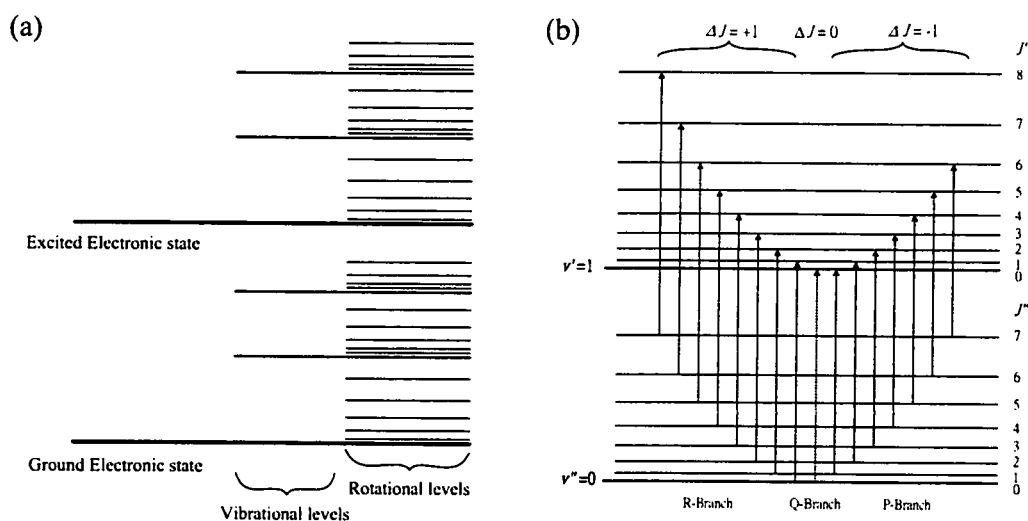 (a)
Excited Electronic state
Ground Electronic state
Vibrational levels
Rotational levels
(b)
ΔJ = +1 ΔJ = 0 ΔJ = -1
J'
8
7
6
5
4
3
2
1
0
v'=1
J"
7
6
5
4
3
2
1
0
v"=0
R-Branch Q-Branch P-Branch